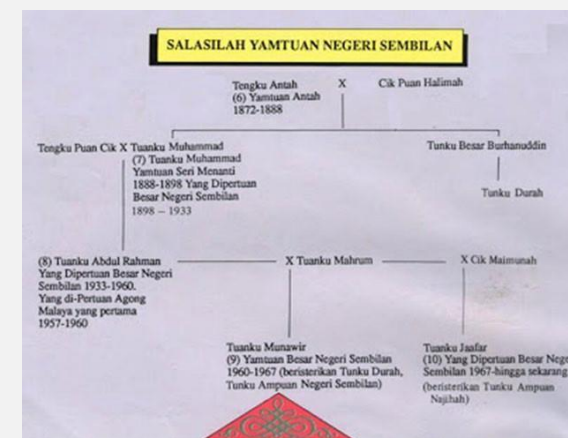 SALASILAH YAMTUAN NEGERI SEMBILAN
Tengku Antah X Cik Puan Halimah
(6) Yamtuan Antah
1872-1888
Tengku Puan Cik X Tuanku Muhammad
(7) Tuanku Muhammad
Yamtuan Seri Menanti
1888-1898 Yang Dipertuan
Besar Negeri Sembilan
1898 – 1933
Tunku Besar Burhanuddin
Tunku Durah
(8) Tuanku Abdul Rahman
Yang Dipertuan Besar Negeri
Sembilan 1933-1960.
Yang di-Pertuan Agong
Malaya yang pertama
1957-1960
X Tuanku Mahrum
X Cik Maimunah
Tuanku Munawir
(9) Yamtuan Besar Negeri Sembilan
1960-1967 (beristerikan Tunku Durah,
Tunku Ampuan Negeri Sembilan)
Tuanku Jaafar
(10) Yang Dipertuan Besar Nege
Sembilan 1967-hingga sekarang
(beristerikan Tunku Ampuan
Najihah)